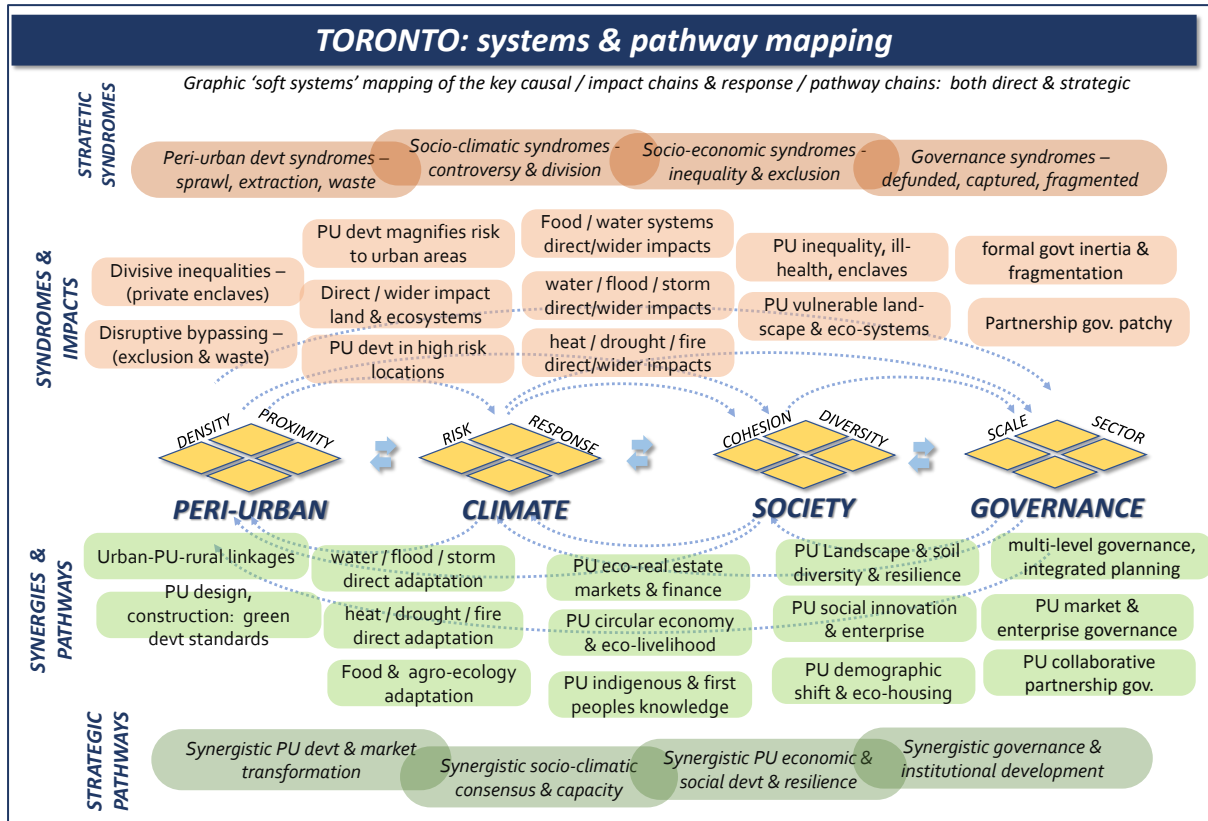 TORONTO: systems & pathway mapping
Graphic ‘soft systems’ mapping of the key causal / impact chains & response / pathway chains: both direct & strategic
STRATETIC
SYNDROMES
Peri-urban devt syndromes –
sprawl, extraction, waste
Socio-climatic syndromes -
controversy & division
Socio-economic syndromes -
inequality & exclusion
Governance syndromes –
defunded, captured, fragmented
SYNDROMES &
IMPACTS
Divisive inequalities –
(private enclaves)
Disruptive bypassing –
(exclusion & waste)
PU devt magnifies risk
to urban areas
Direct / wider impact
land & ecosystems
PU devt in high risk
locations
Food / water systems
direct/wider impacts
water / flood / storm
direct/wider impacts
heat / drought / fire
direct/wider impacts
PU inequality, ill-
health, enclaves
PU vulnerable land-
scape & eco-systems
formal govt inertia &
fragmentation
Partnership gov. patchy
DENSITY
PROXIMITY
RISK
RESPONSE
COHESION
DIVERSITY
SCALE
SECTOR
PERI-URBAN
CLIMATE
SOCIETY
GOVERNANCE
SYNERGIES &
PATHWAYS
Urban-PU-rural linkages
PU design,
construction: green
devt standards
water / flood / storm
direct adaptation
heat / drought / fire
direct adaptation
Food & agro-ecology
adaptation
PU eco-real estate
markets & finance
PU circular economy
& eco-livelihood
PU indigenous & first
peoples knowledge
PU Landscape & soil
diversity & resilience
PU social innovation
& enterprise
PU demographic
shift & eco-housing
multi-level governance,
integrated planning
PU market &
enterprise governance
PU collaborative
partnership gov.
STRATEGIC
PATHWAYS
Synergistic PU devt & market
transformation
Synergistic socio-climatic
consensus & capacity
Synergistic PU economic &
social devt & resilience
Synergistic governance &
institutional development